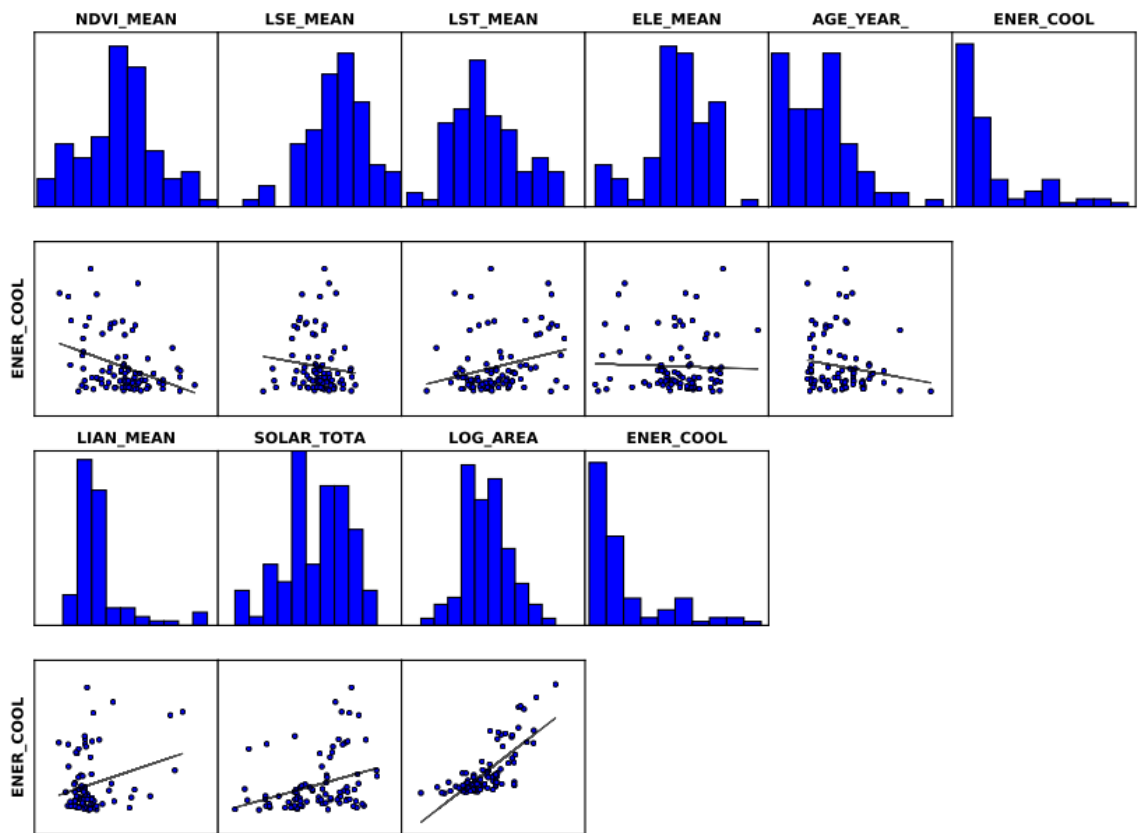 NDVI_MEAN LSE_MEAN LST_MEAN ELE_MEAN AGE_YEAR_ ENER_COOL
ENER_COOL
LIAN_MEAN SOLAR_TOTA LOG_AREA ENER_COOL
ENER_COOL